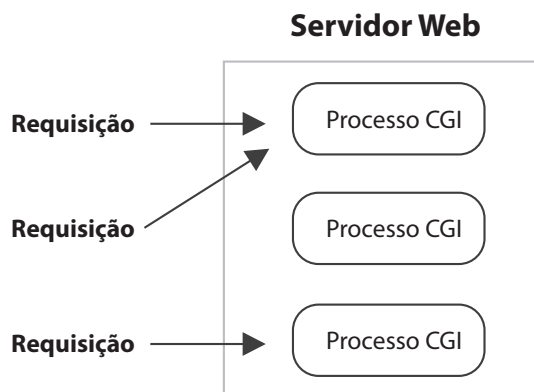 Servidor Web
Requisição
Processo CGI
Requisição
Processo CGI
Requisição
Processo CGI